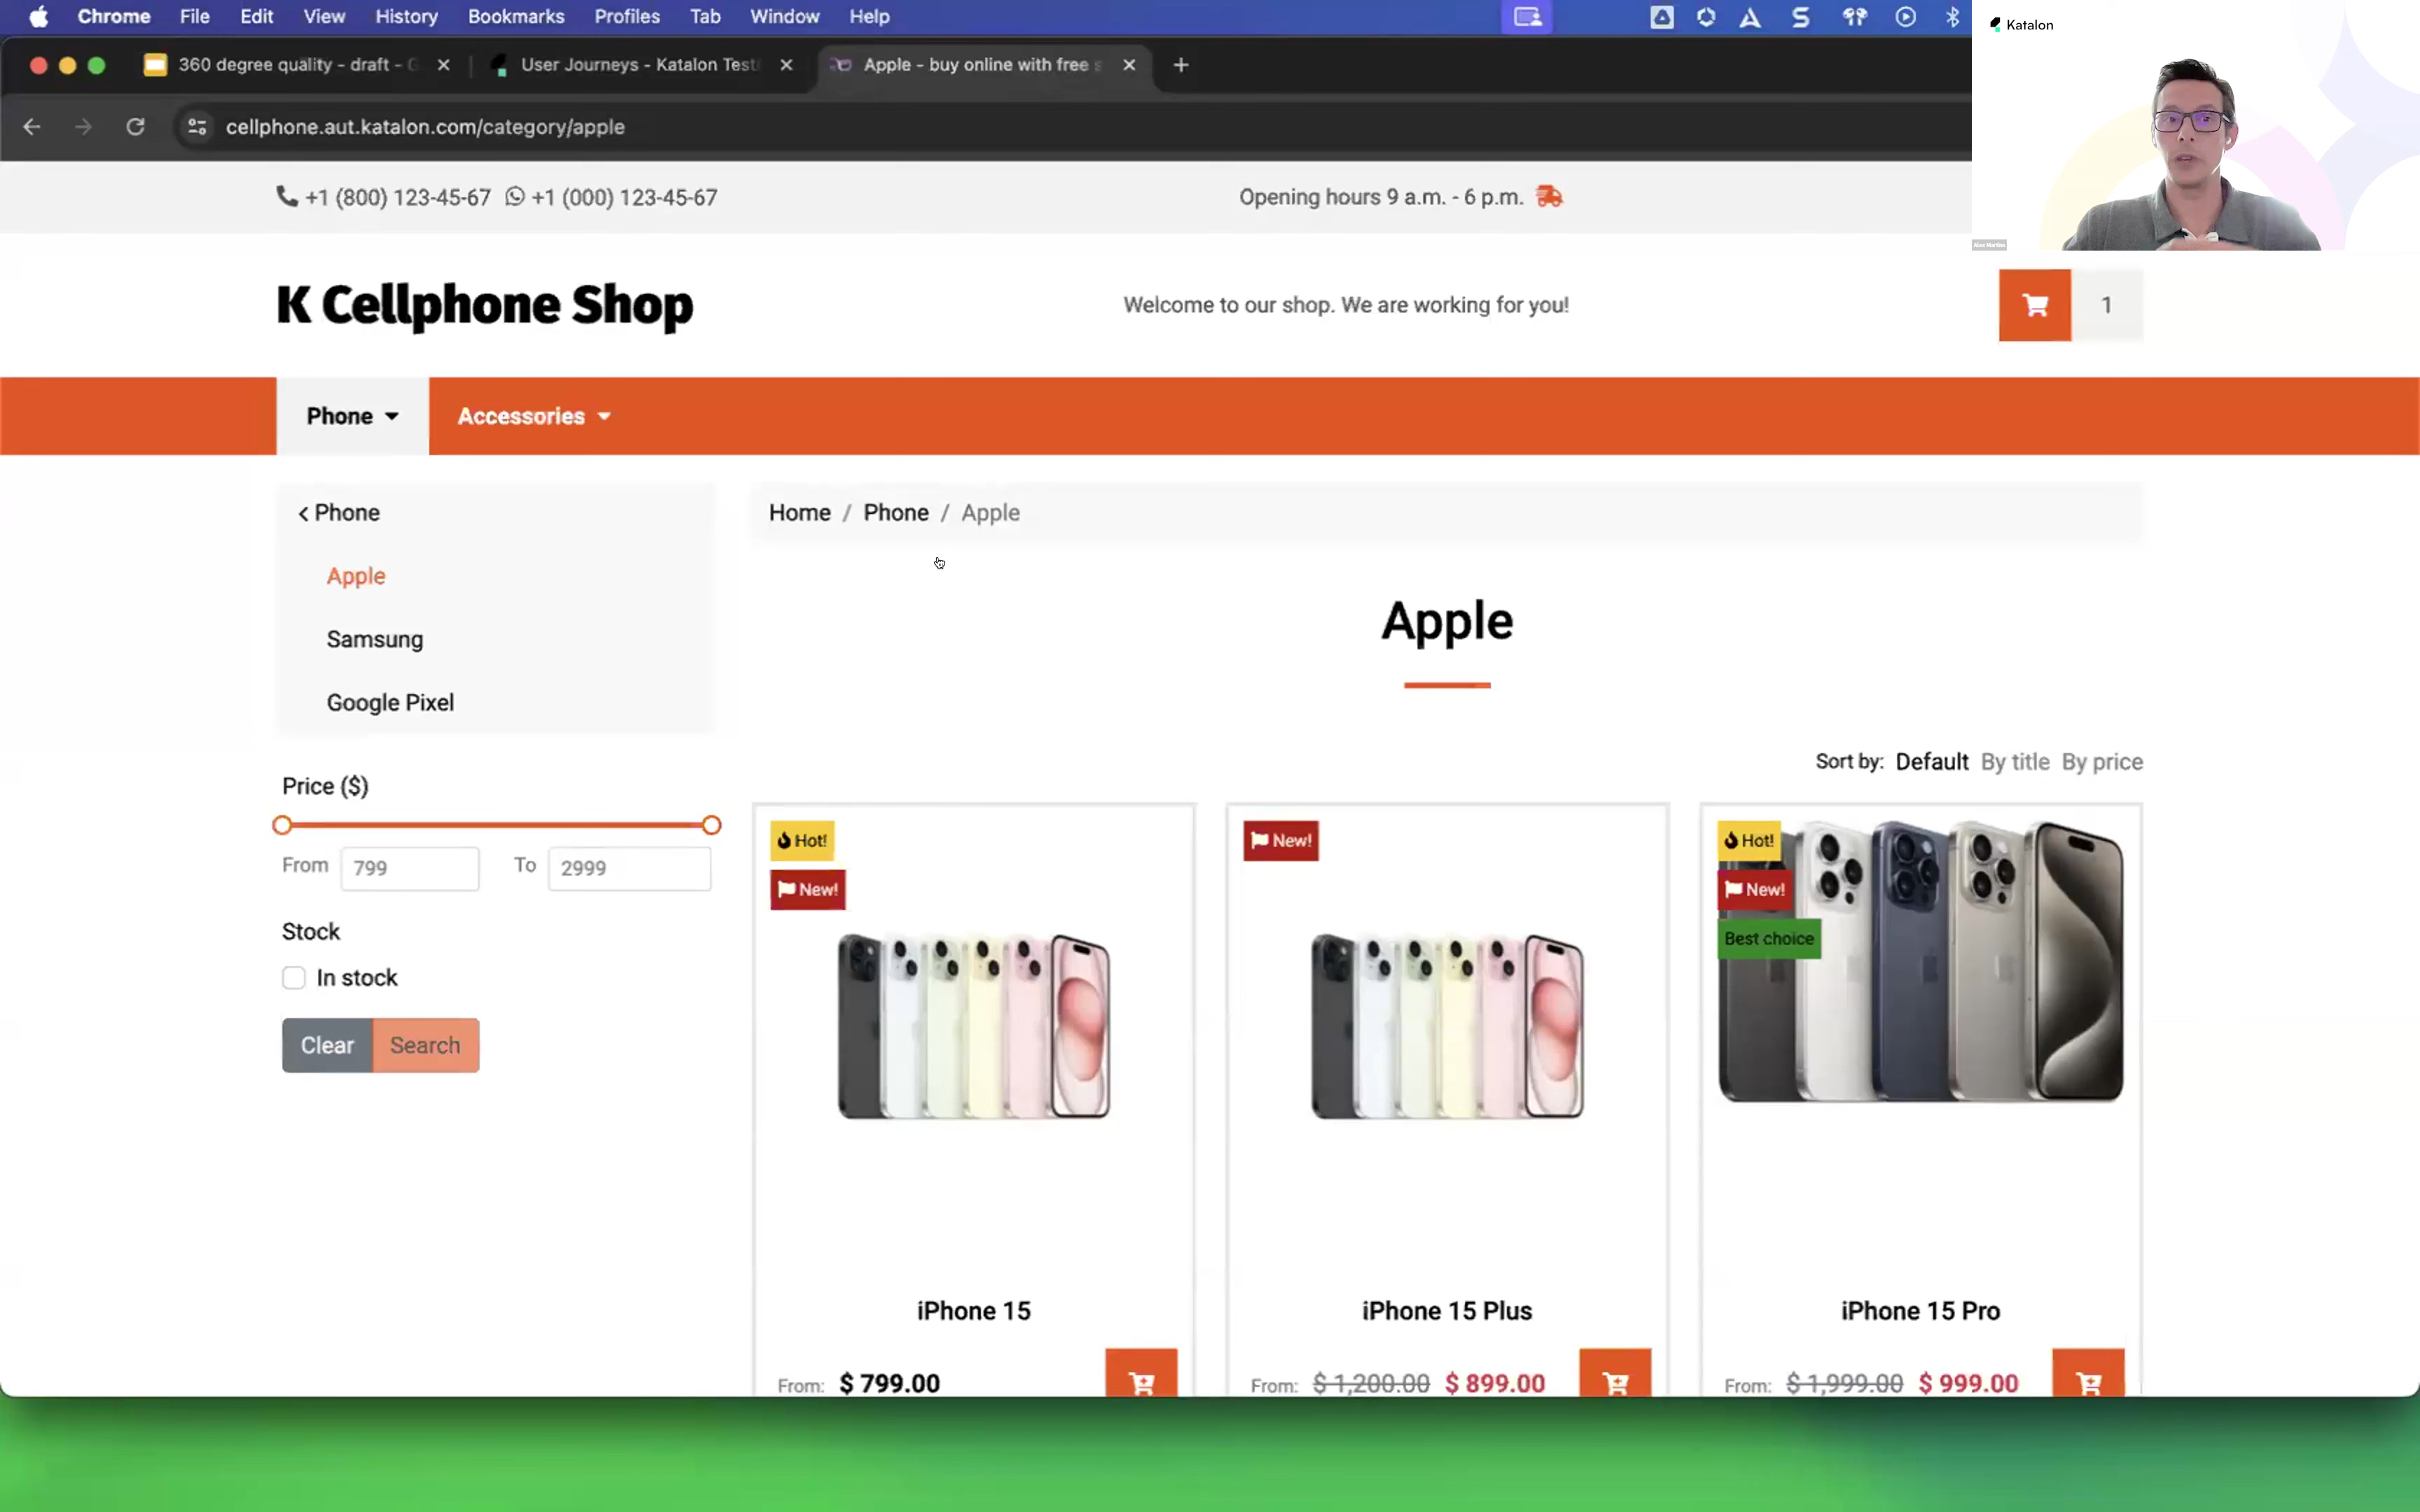 Chrome File Edit View History Bookmarks Profiles Tab Window Help
Katalon
360 degree quality - draft - G
User Journeys - Katalon Test
Apple - buy online with free s
cellphone.aut.katalon.com/category/apple
Alex Martins
+1 (800) 123-45-67 +1 (000) 123-45-67
Opening hours 9 a.m. - 6 p.m.
K Cellphone Shop
Welcome to our shop. We are working for you!
1
Phone
Accessories
Phone
Home / Phone / Apple
Apple
Samsung
Google Pixel
Apple
Sort by: Default By title By price
Price ($)
From 799 To 2999
Stock
In stock
Clear Search
Hot!
New!
iPhone 15
From: $ 799.00
New!
iPhone 15 Plus
From: $ 1,200.00 $ 899.00
Hot!
New!
Best choice
iPhone 15 Pro
From: $ 1,999.00 $ 999.00